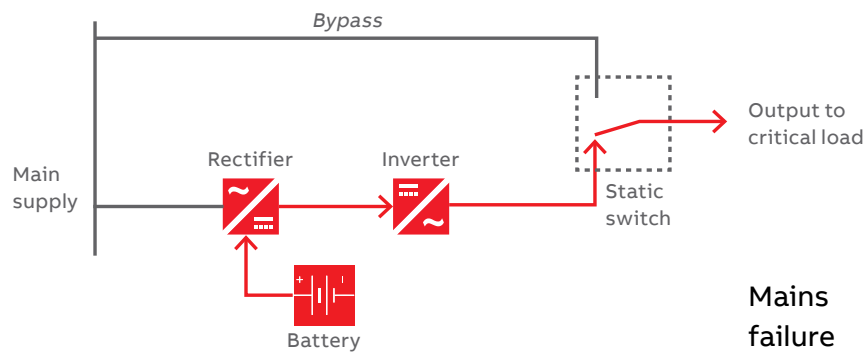 Bypass
Output to
critical load
Rectifier
Inverter
Main
supply
Static
switch
Battery
Mains
failure